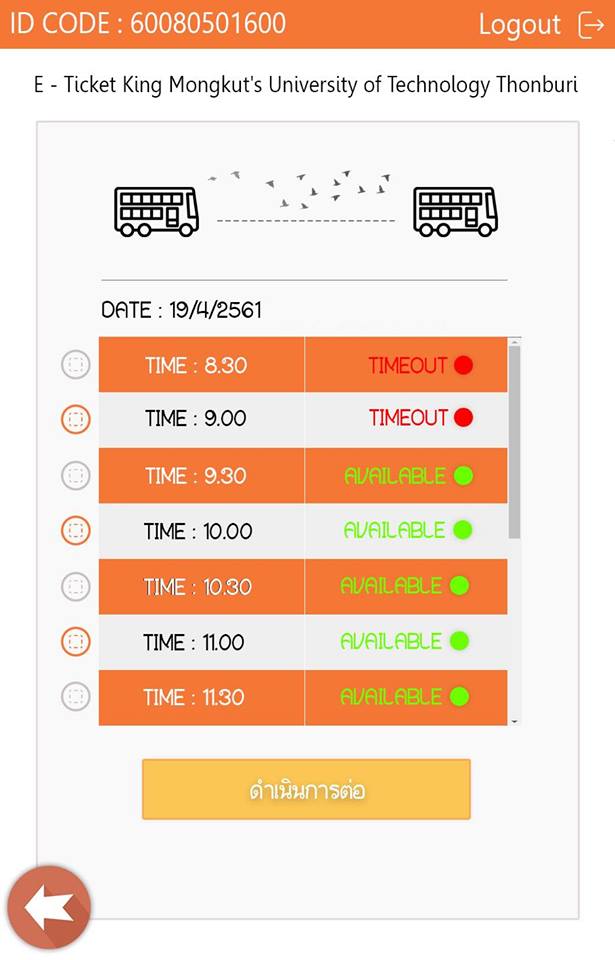 ID CODE : 60080501600 Logout
E - Ticket King Mongkut's University of Technology Thonburi
DATE : 19/4/2561
TIME : 8.30 TIMEOUT
TIME : 9.00 TIMEOUT
TIME : 9.30 AVAILABLE
TIME : 10.00 AVAILABLE
TIME : 10.30 AVAILABLE
TIME : 11.00 AVAILABLE
TIME : 11.30 AVAILABLE
ดำเนินการต่อ